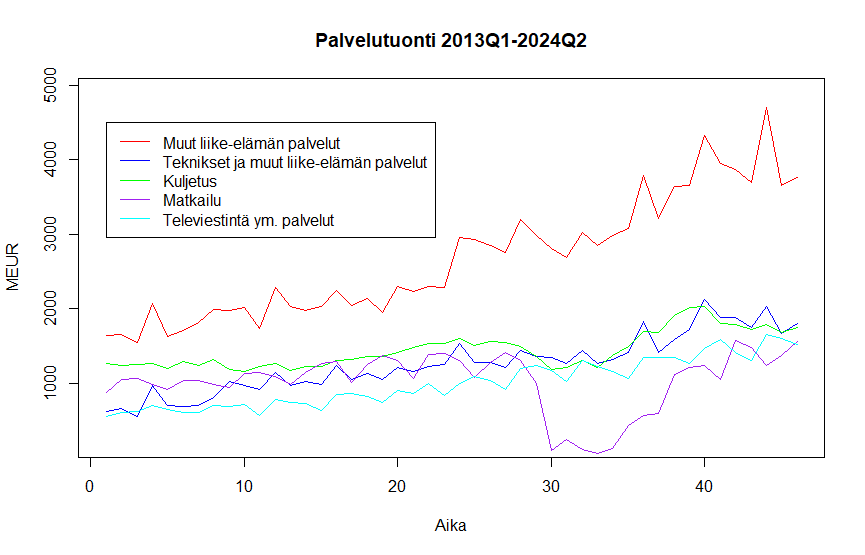 Palvelutuonti 2013Q1-2024Q2
5000
4000
3000
2000
1000
MEUR
Muut liike-elämän palvelut
Teknikset ja muut liike-elämän palvelut
Kuljetus
Matkailu
Televiestintä ym. palvelut
0 10 20 30 40
Aika